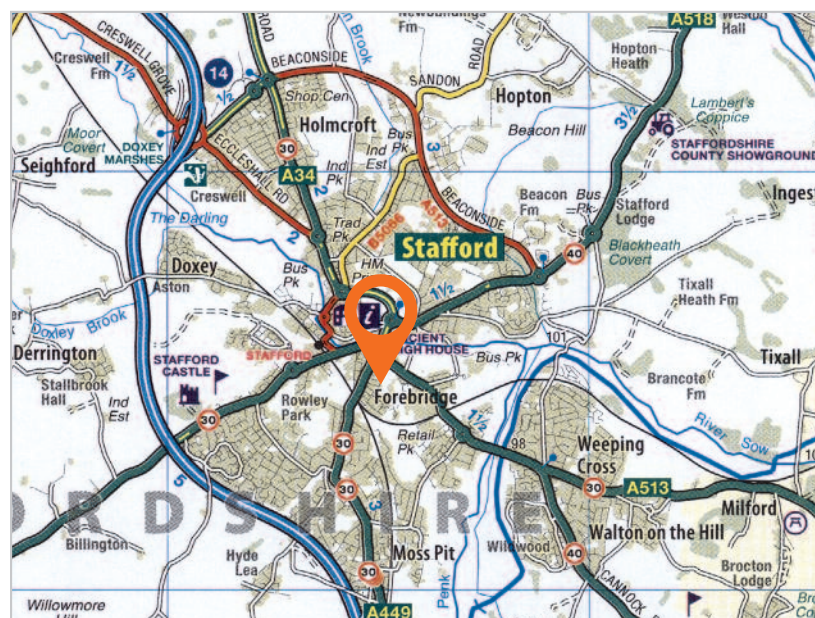 A518
Weston
Hall
CRESWELL GROVE
Creswell
Fm
1½
ROAD
BEACONSIDE
Brook
Fm
SANDON
ROAD
Hopton
Heath
14
1½
Shop Cen
Hopton
3½
Lambert's
Coppice
Moor
Covert
DOXEY
MARSHES
Holmcroft
Bus
Pk
3
Beacon Hill
STAFFORDSHIRE
COUNTY SHOWGROUND
Seighford
ECCLESHALL RD
30
Ind
Est
Ind
Pk
A34
2
Creswell
BEACONSIDE
Beacon
Fm
Bus
Pk
Stafford
Lodge
Ingest
The Darling
2
Trad
Pk
B5066
A513
Stafford
40
Blackheath
Covert
Doxey
Aston
Bus
Pk
HM
1½
Tixall
Heath Fm
Doxley Brook
i
Derrington
STAFFORD
CASTLE
STAFFORD
HIGH HOUSE
Bus Pk
101
Tixall
Stallbrook
Hall
Brancote
Fm
Ind
Est
30
Rowley
Park
Forebridge
1½
River Sow
Retail
Pk
98
Weeping
Cross
30
30
5
30
A513
Milford
ORDSHIRE
3
Walton on the Hill
Billington
Hyde
Lea
30
Moss Pit
Wildwood
40
Brocton
Lodge
Penk
CANNOCK
Willowmore
A449